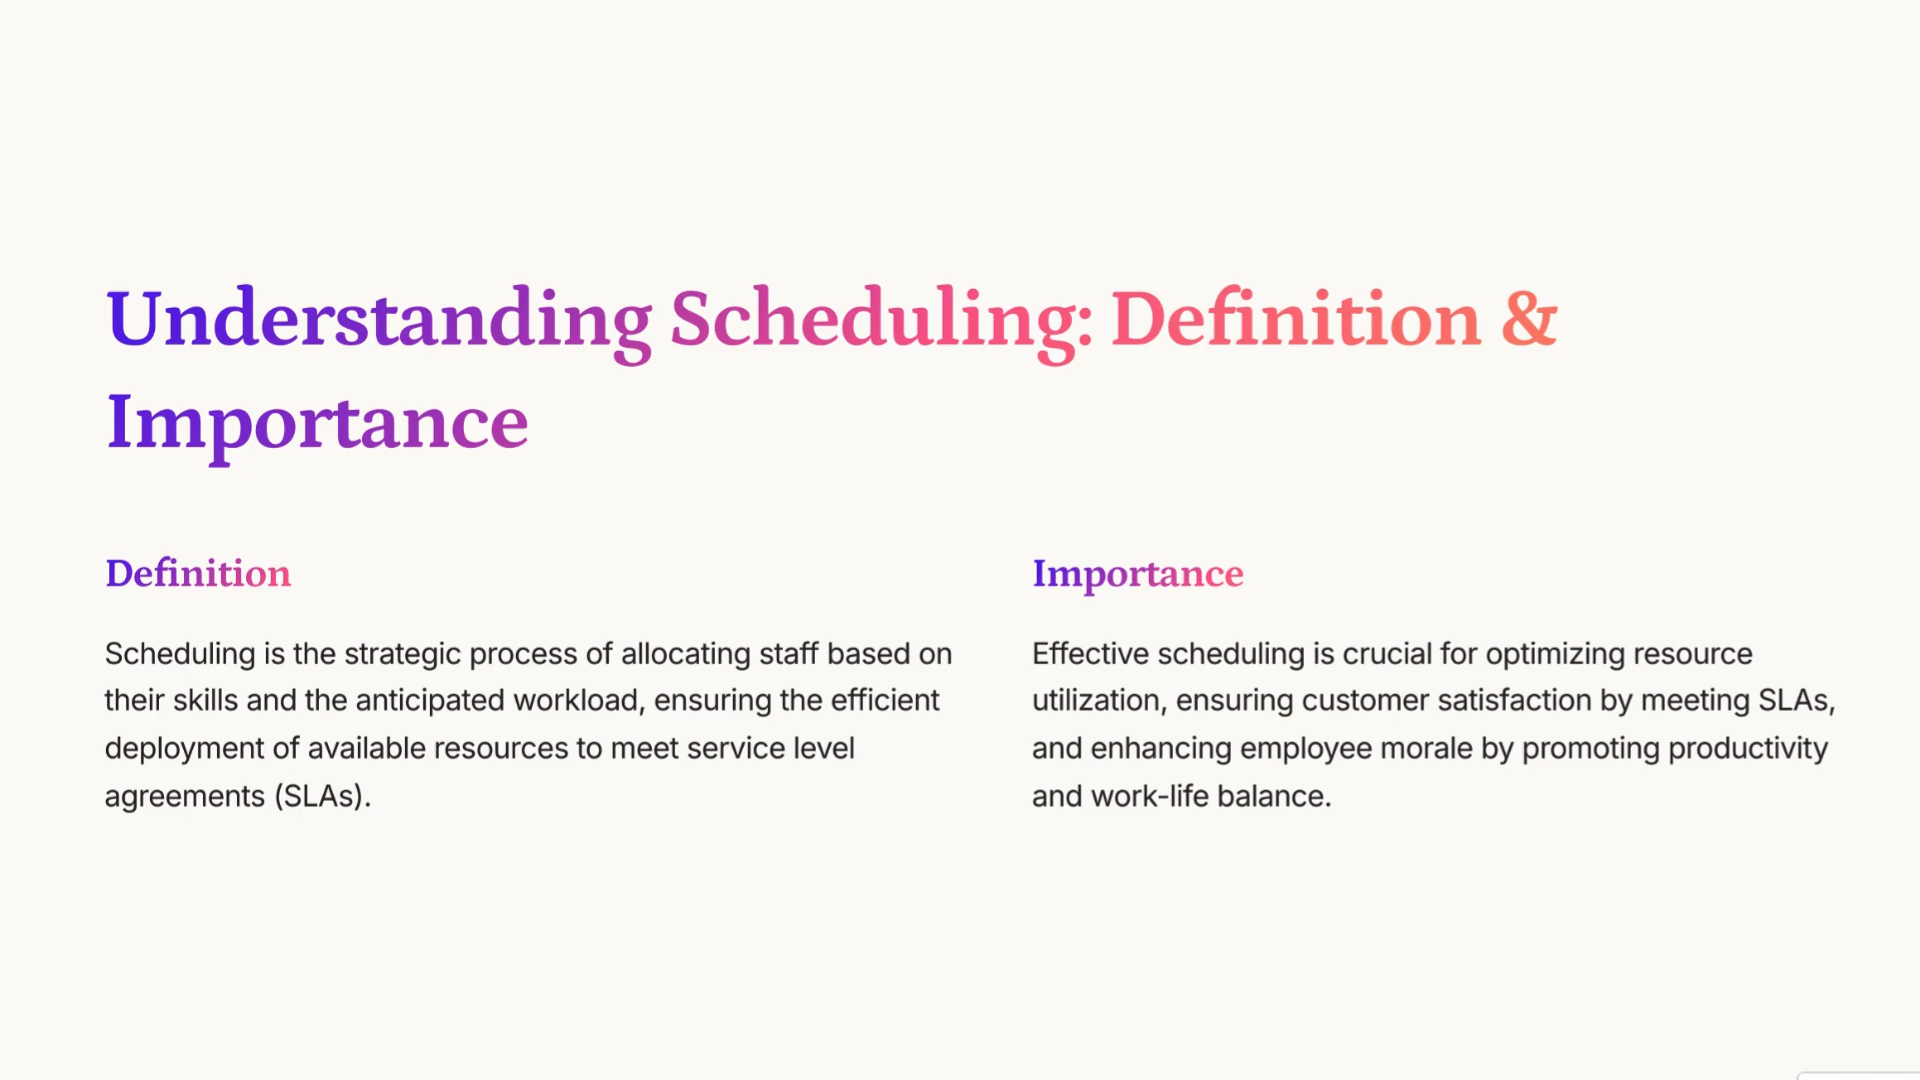 Understanding Scheduling: Definition &
Importance
Definition
Scheduling is the strategic process of allocating staff based on
their skills and the anticipated workload, ensuring the efficient
deployment of available resources to meet service level
agreements (SLAs).
Importance
Effective scheduling is crucial for optimizing resource
utilization, ensuring customer satisfaction by meeting SLAs,
and enhancing employee morale by promoting productivity
and work-life balance.